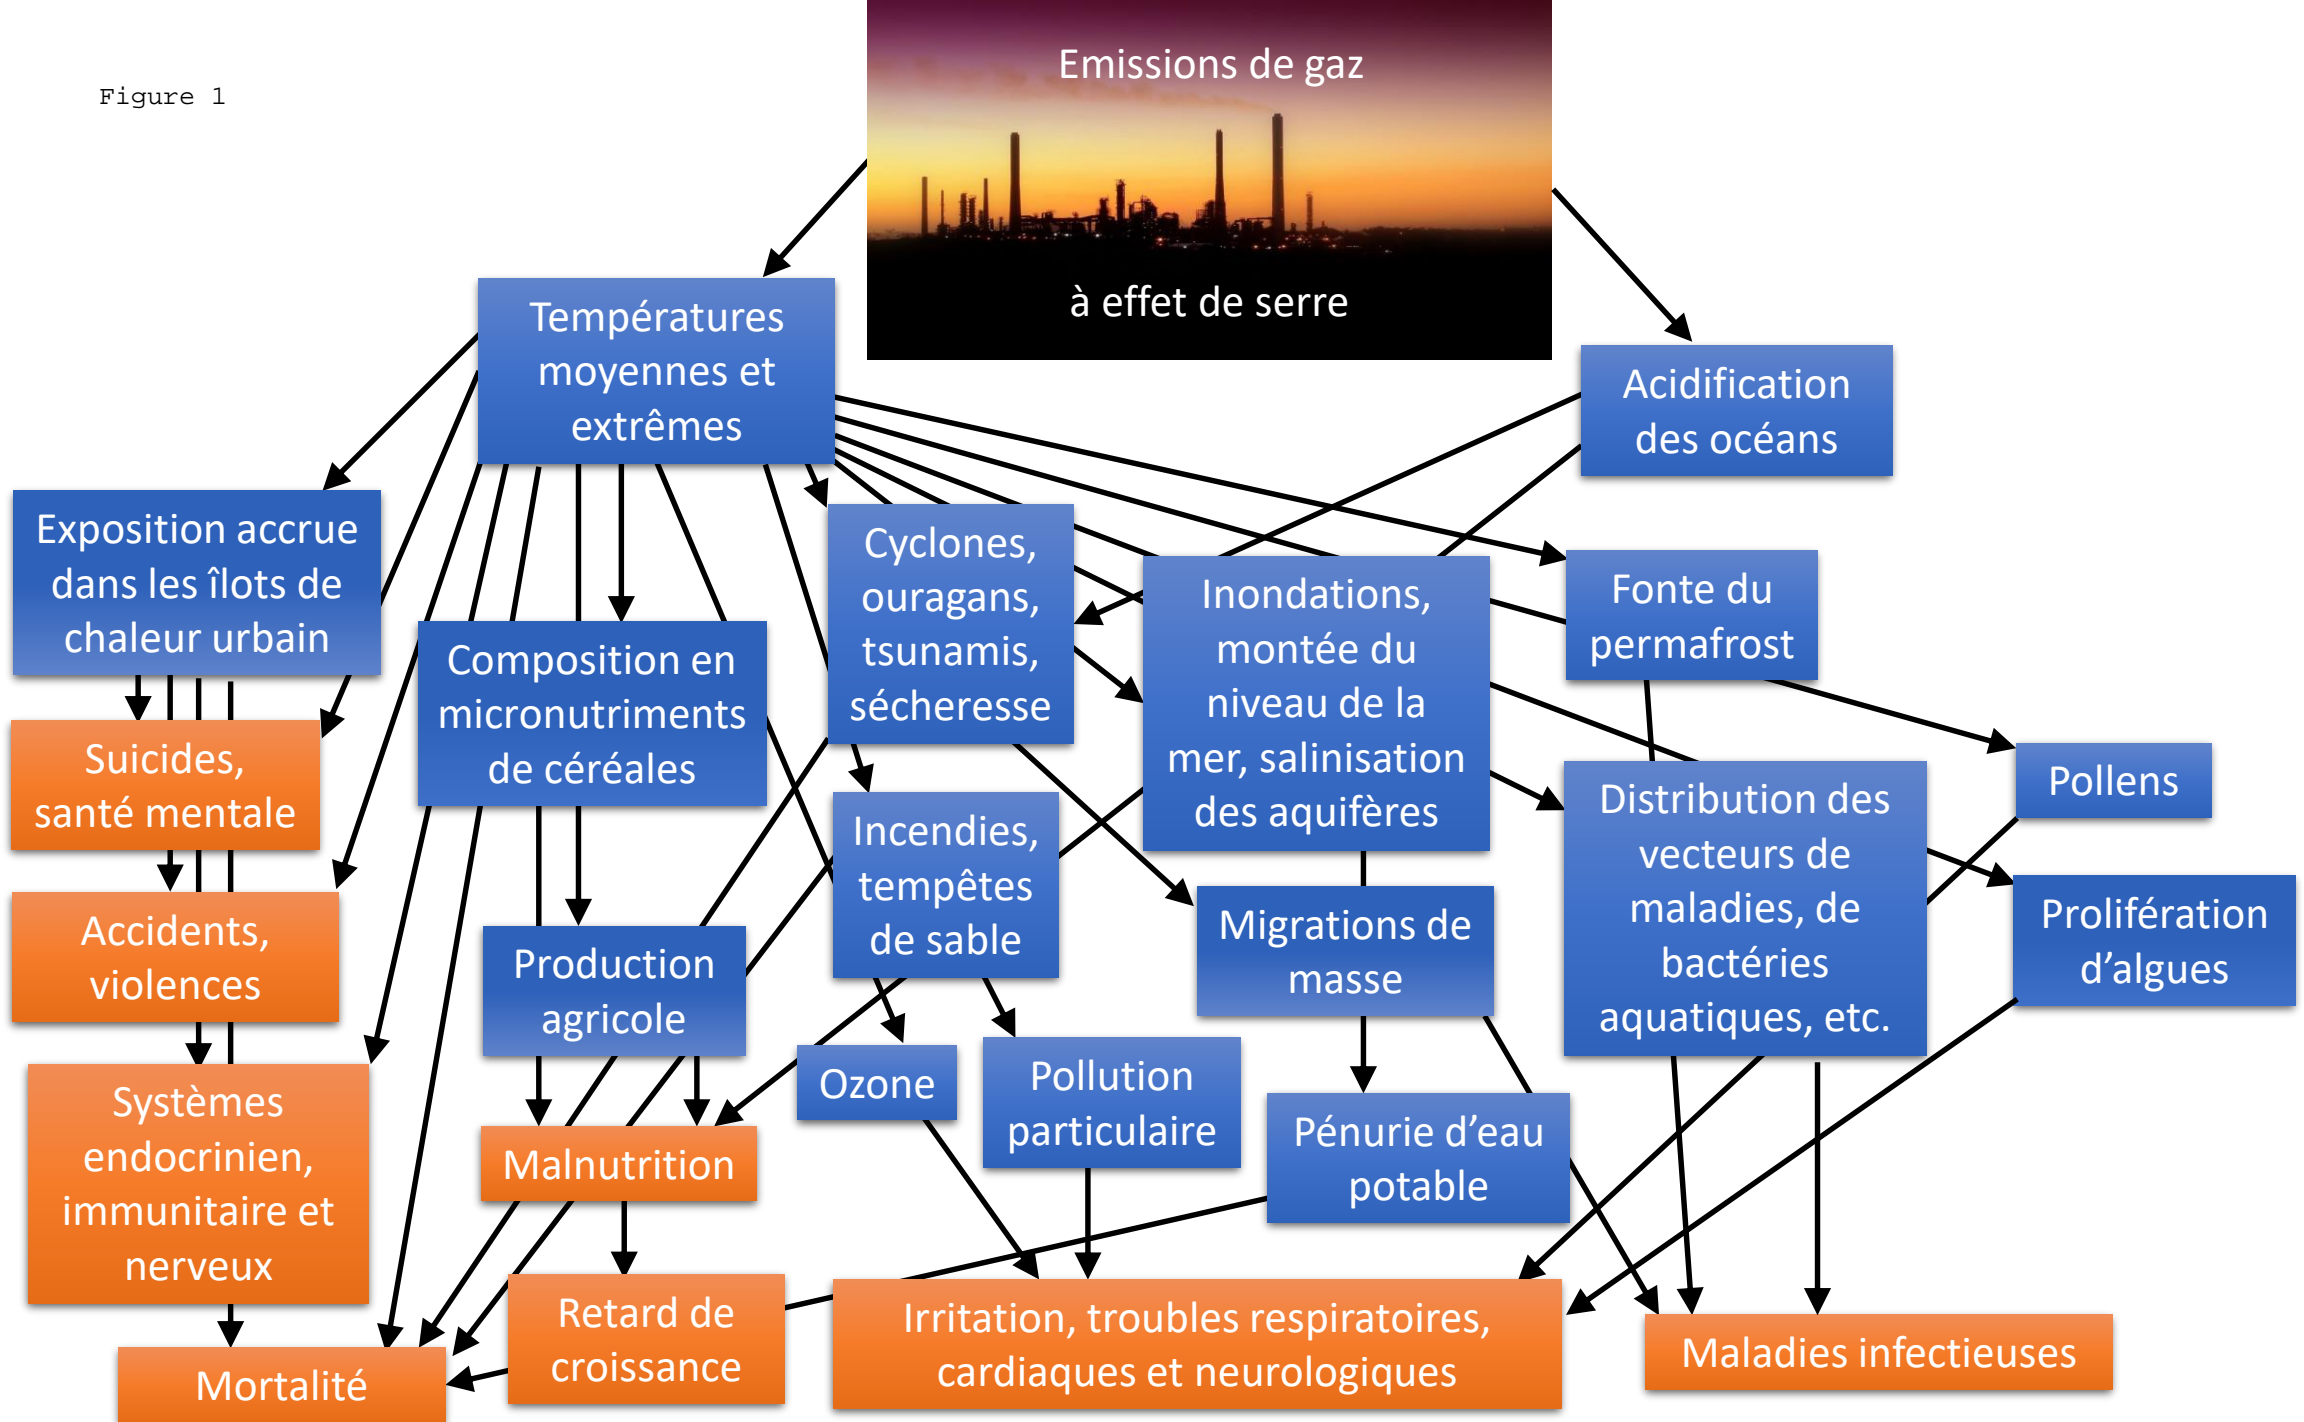 Figure 1
Emissions de gaz
à effet de serre
Températures
moyennes et
extrêmes
Acidification
des océans
Exposition accrue
dans les îlots de
chaleur urbain
Cyclones,
ouragans,
tsunamis,
sécheresse
Inondations,
montée du
niveau de la
mer, salinisation
des aquifères
Fonte du
permafrost
Composition en
micronutriments
de céréales
Suicides,
santé mentale
Pollens
Distribution des
vecteurs de
maladies, de
bactéries
aquatiques, etc.
Incendies,
tempêtes
de sable
Accidents,
violences
Production
agricole
Migrations de
masse
Prolifération
d’algues
Systèmes
endocrinien,
immunitaire et
nerveux
Ozone
Pollution
particulaire
Pénurie d’eau
potable
Malnutrition
Retard de
croissance
Irritation, troubles respiratoires,
cardiaques et neurologiques
Maladies infectieuses
Mortalité